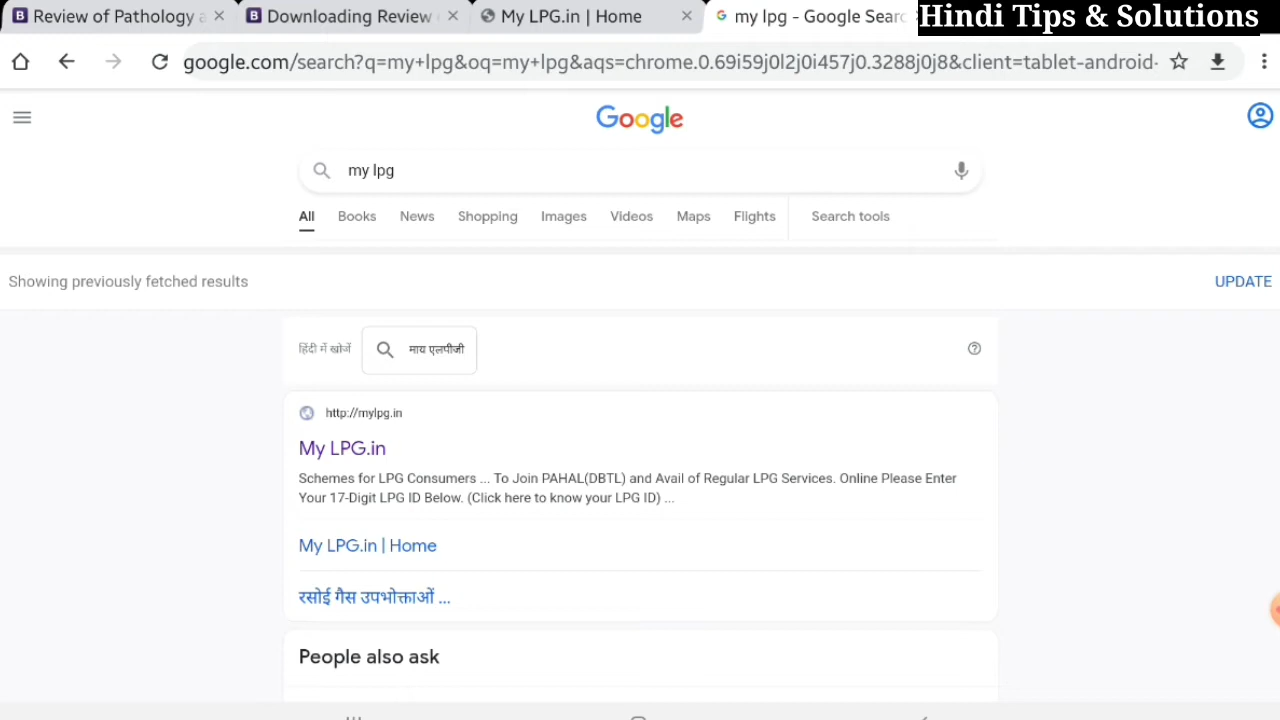 Review of Pathology a
Downloading Review
My LPG.in | Home
my lpg - Google Searc
Hindi Tips & Solutions
google.com/search?q=my+lpg&oq=my+lpg&aqs=chrome.0.69i59j0l2j0i457j0.3288j0j8&client=tablet-android-
Google
my lpg
All Books News Shopping Images Videos Maps Flights Search tools
Showing previously fetched results
UPDATE
हिंदी में खोजें
माय एलपीजी
http://mylpg.in
My LPG.in
Schemes for LPG Consumers ... To Join PAHAL(DBTL) and Avail of Regular LPG Services. Online Please Enter
Your 17-Digit LPG ID Below. (Click here to know your LPG ID) ...
My LPG.in | Home
रसोई गैस उपभोक्ताओं ...
People also ask